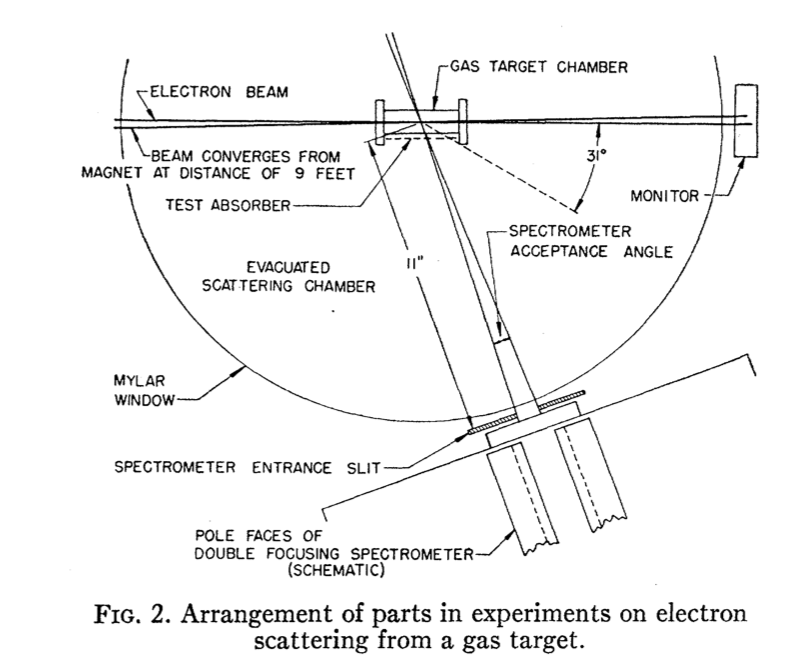 GAS TARGET CHAMBER
ELECTRON BEAM
BEAM CONVERGES FROM
MAGNET AT DISTANCE OF 9 FEET
31°
MONITOR
TEST ABSORBER
SPECTROMETER
ACCEPTANCE ANGLE
11"
EVACUATED
SCATTERING CHAMBER
MYLAR
WINDOW
SPECTROMETER ENTRANCE SLIT
POLE FACES OF
DOUBLE FOCUSING SPECTROMETER
(SCHEMATIC)
FIG. 2. Arrangement of parts in experiments on electron
scattering from a gas target.